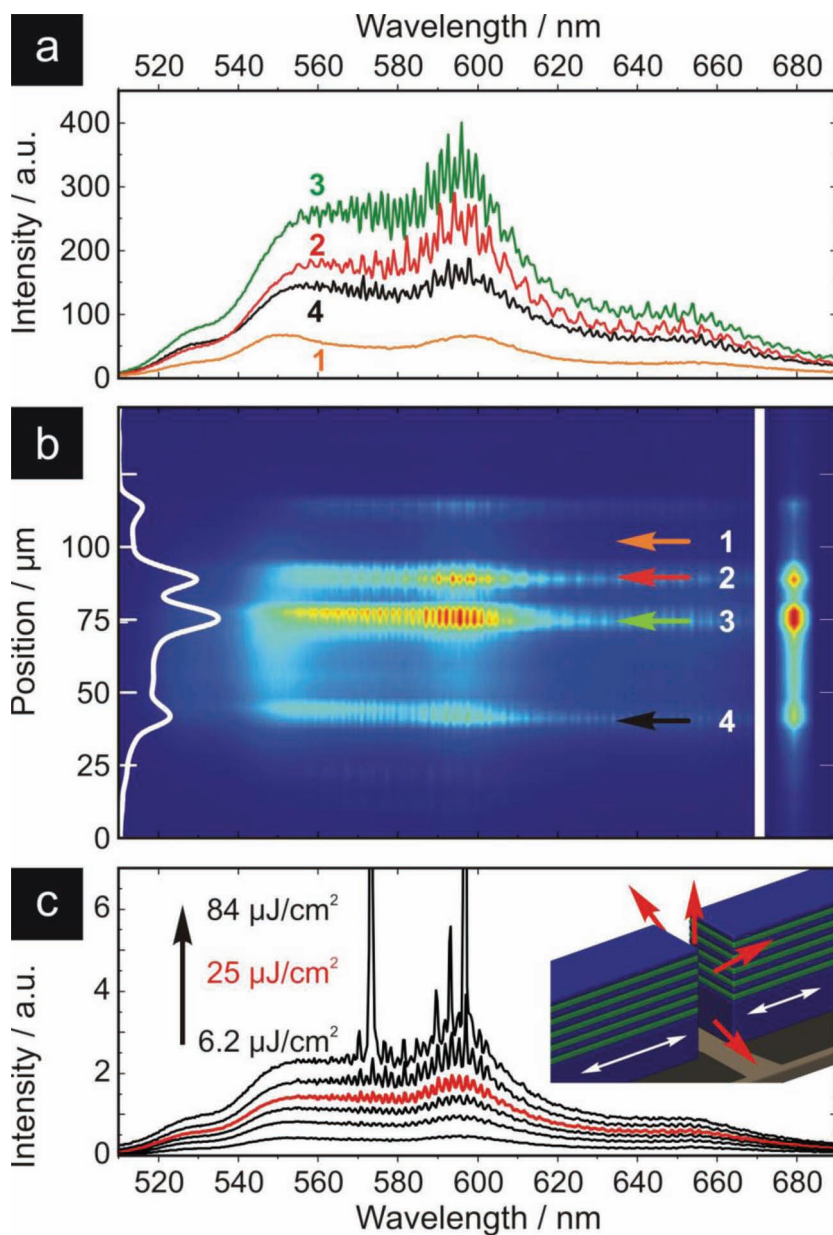 Wavelength / nm
a
520 540 560 580 600 620 640 660 680
Intensity / a.u.
400
300
200
100
0
3
2
4
1
b
Position / µm
100
75
50
25
0
1
2
3
4
c
Intensity / a.u.
6
4
2
0
84 µJ/cm²
25 µJ/cm²
6.2 µJ/cm²
520 540 560 580 600 620 640 660 680
Wavelength / nm